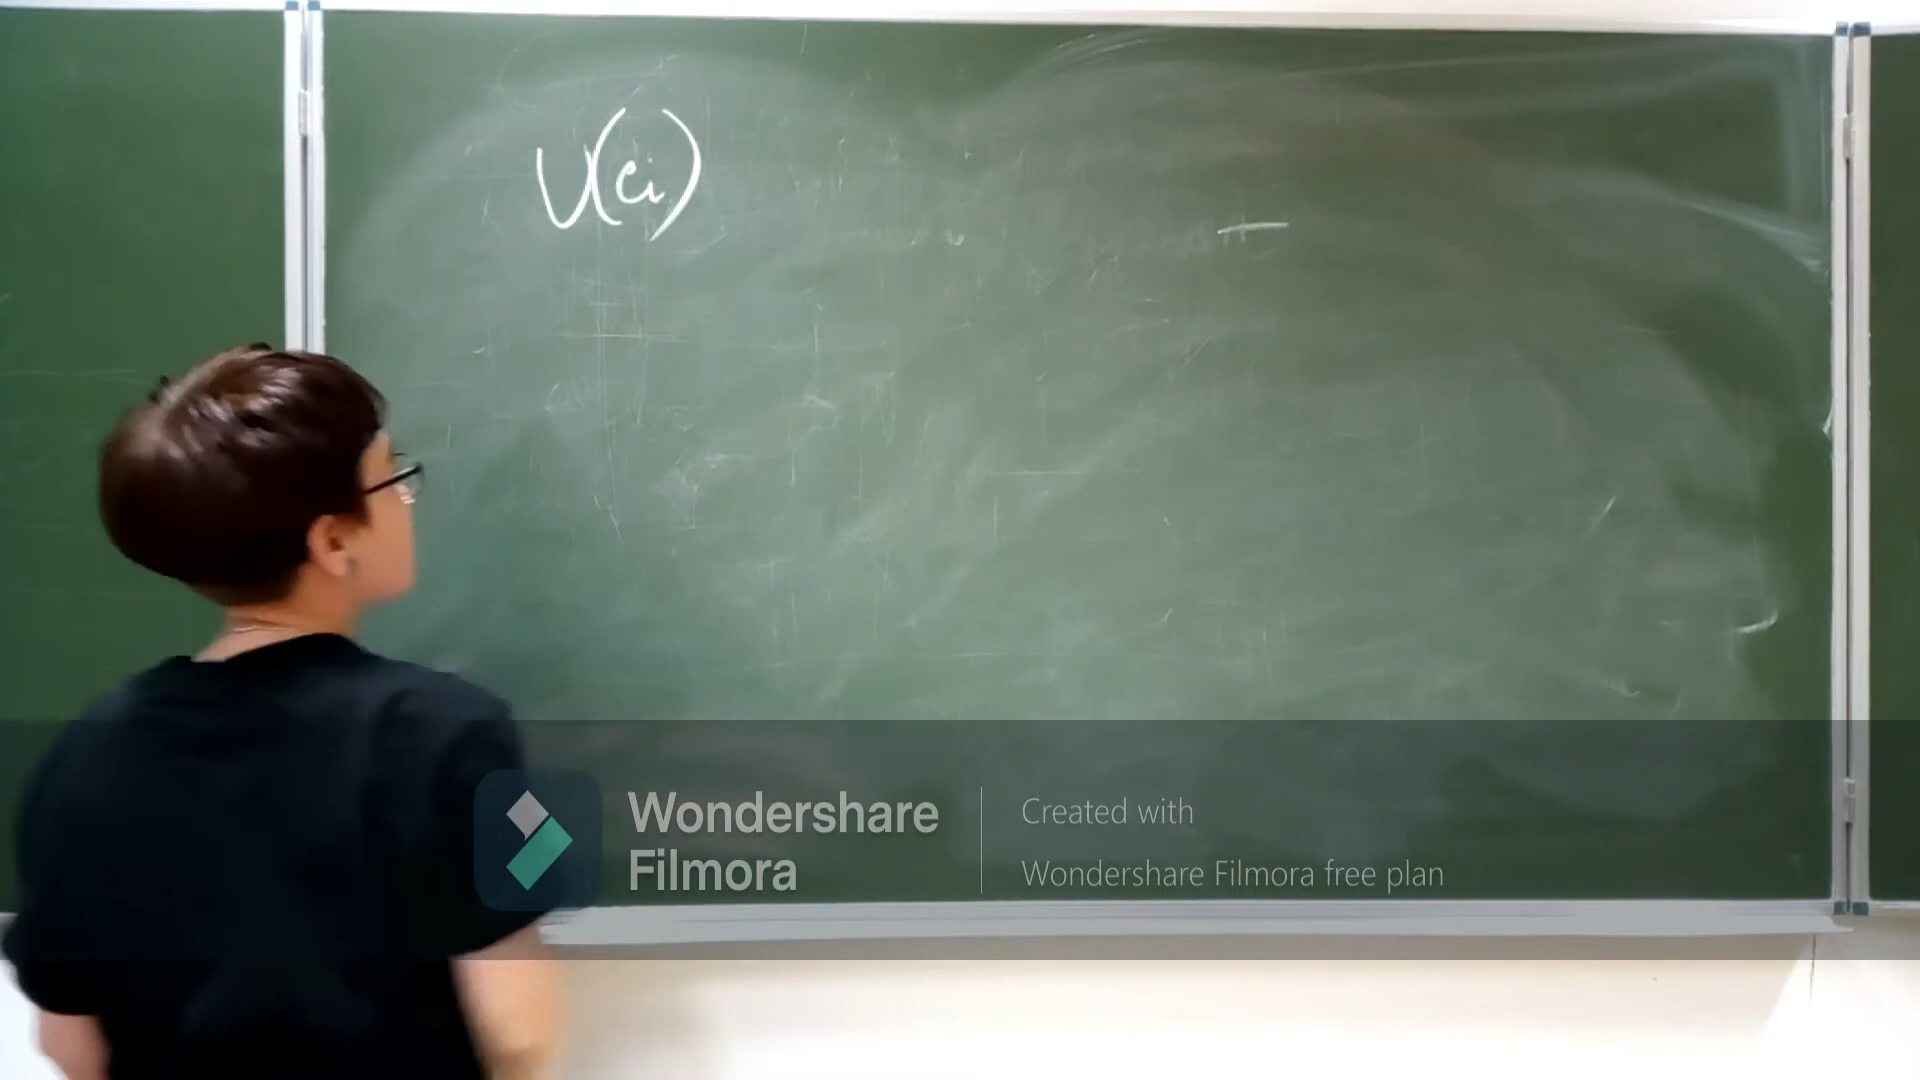 U(ci)
Wondershare
Filmora
Created with
Wondershare Filmora free plan